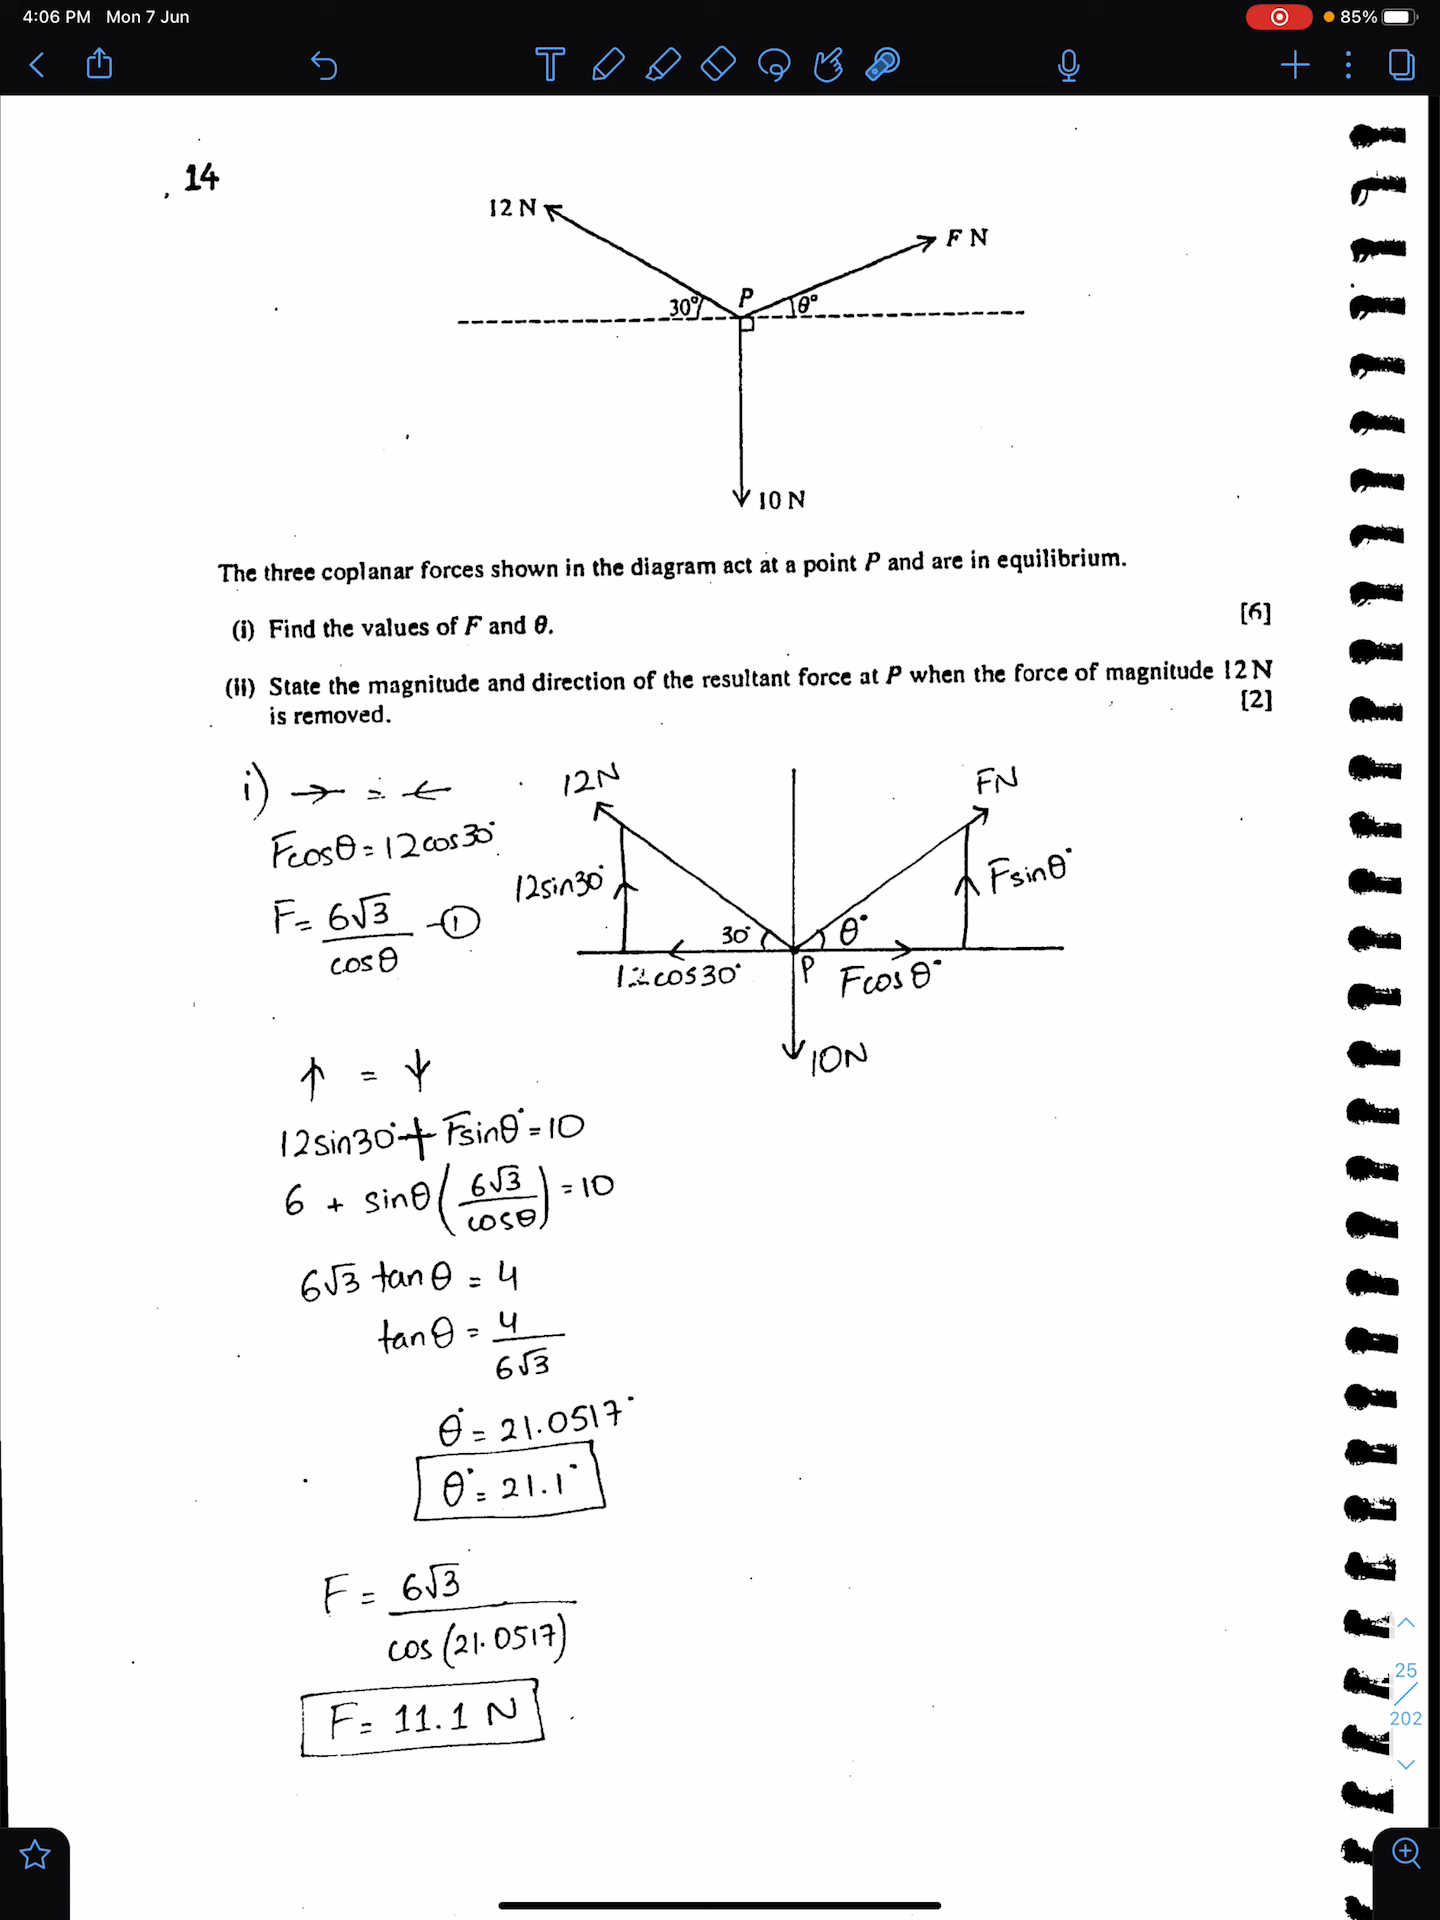 4:06 PM Mon 7 Jun
85%
14
12 N
F N
30°
P
θ°
10 N
The three coplanar forces shown in the diagram act at a point P and are in equilibrium.
(i) Find the values of F and θ.
[6]
(ii) State the magnitude and direction of the resultant force at P when the force of magnitude 12 N
is removed.
[2]
i) → = ←
Fcosθ = 12cos30°
F = 6√3 / cosθ —①
12N
FN
12sin30°
Fsinθ°
30°
θ°
12cos30°
P
Fcosθ°
10N
↑ = ↓
12sin30° + Fsinθ° = 10
6 + sinθ (6√3 / cosθ) = 10
6√3 tanθ = 4
tanθ = 4 / 6√3
θ° = 21.0517°
θ° = 21.1°
F = 6√3 / cos (21.0517)
F = 11.1 N
25
202